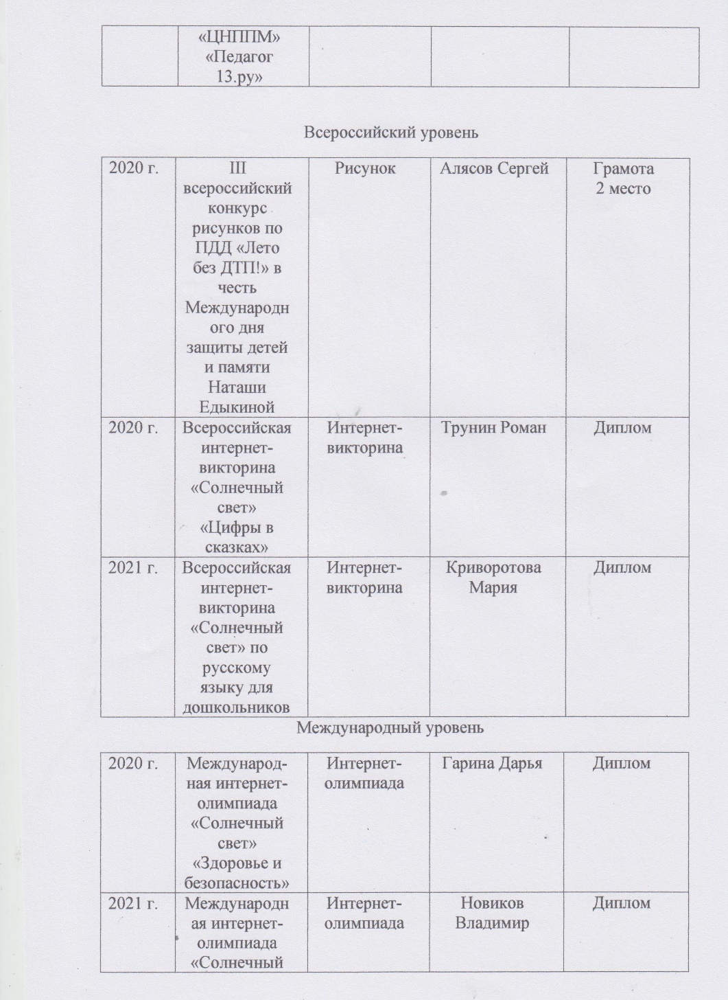 «ЦНППМ»
«Педагог
13.ру»
Всероссийский уровень
2020 г.
III
всероссийский
конкурс
рисунков по
ПДД «Лето
без ДТП!» в
честь
Международн
ого дня
защиты детей
и памяти
Наташи
Едыкиной
Рисунок
Алясов Сергей
Грамота
2 место
2020 г.
Всероссийская
интернет-
викторина
«Солнечный
свет»
«Цифры в
сказках»
Интернет-
викторина
Трунин Роман
Диплом
2021 г.
Всероссийская
интернет-
викторина
«Солнечный
свет» по
русскому
языку для
дошкольников
Интернет-
викторина
Криворотова
Мария
Диплом
Международный уровень
2020 г.
Международ-
ная интернет-
олимпиада
«Солнечный
свет»
«Здоровье и
безопасность»
Интернет-
олимпиада
Гарина Дарья
Диплом
2021 г.
Международн
ая интернет-
олимпиада
«Солнечный
Интернет-
олимпиада
Новиков
Владимир
Диплом